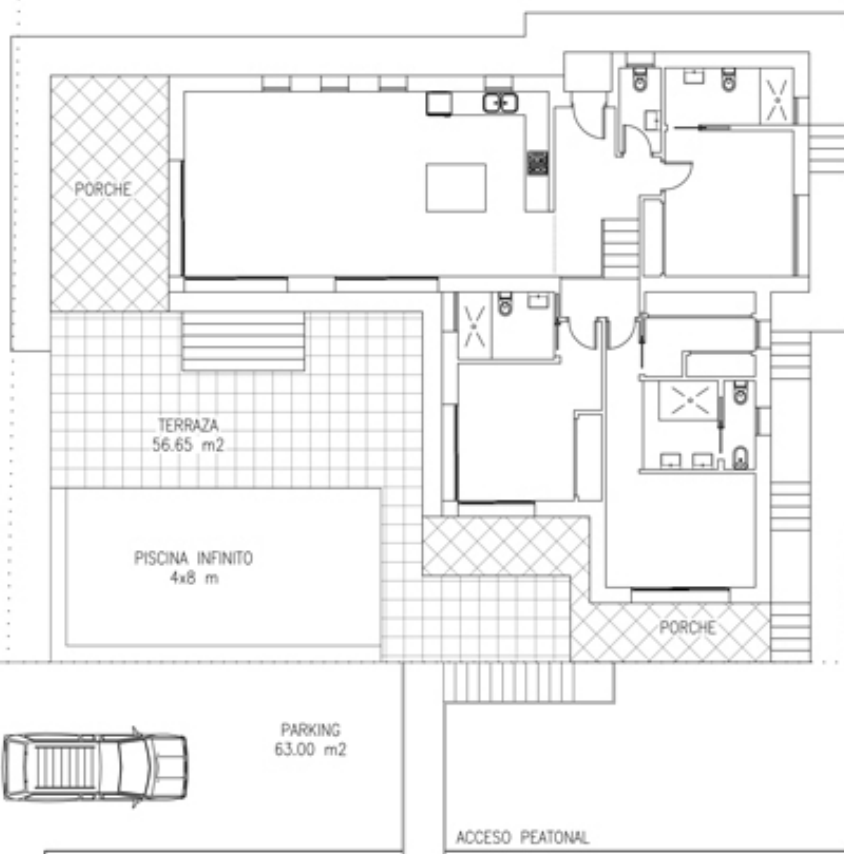 PORCHE
TERRAZA
56.65 m2
PISCINA INFINITO
4x8 m
PORCHE
PARKING
63.00 m2
ACCESO PEATONAL